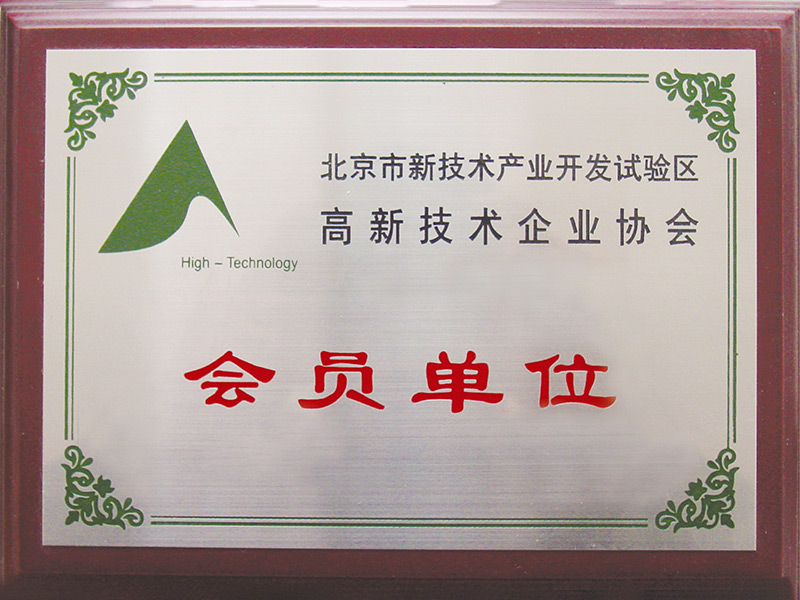 北京市新技术产业开发试验区
高新技术企业协会
High – Technology
会员单位